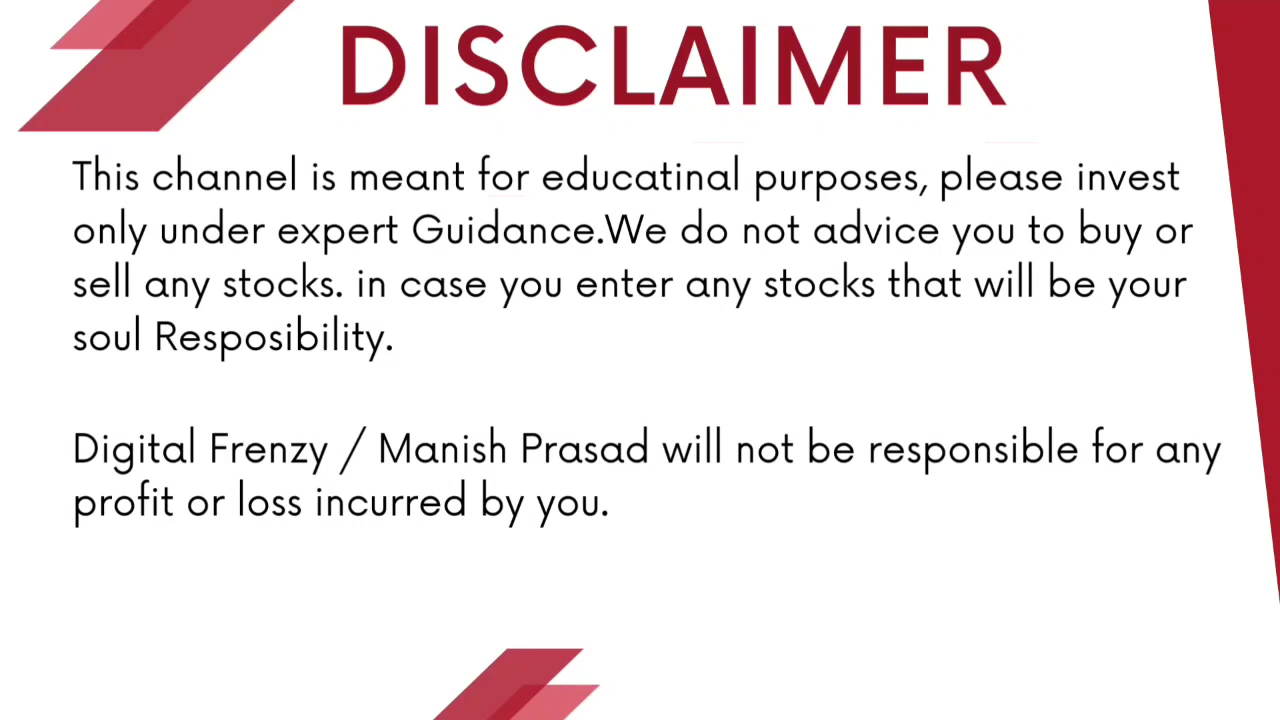 DISCLAIMER
This channel is meant for educatinal purposes, please invest
only under expert Guidance.We do not advice you to buy or
sell any stocks. in case you enter any stocks that will be your
soul Resposibility.
Digital Frenzy / Manish Prasad will not be responsible for any
profit or loss incurred by you.